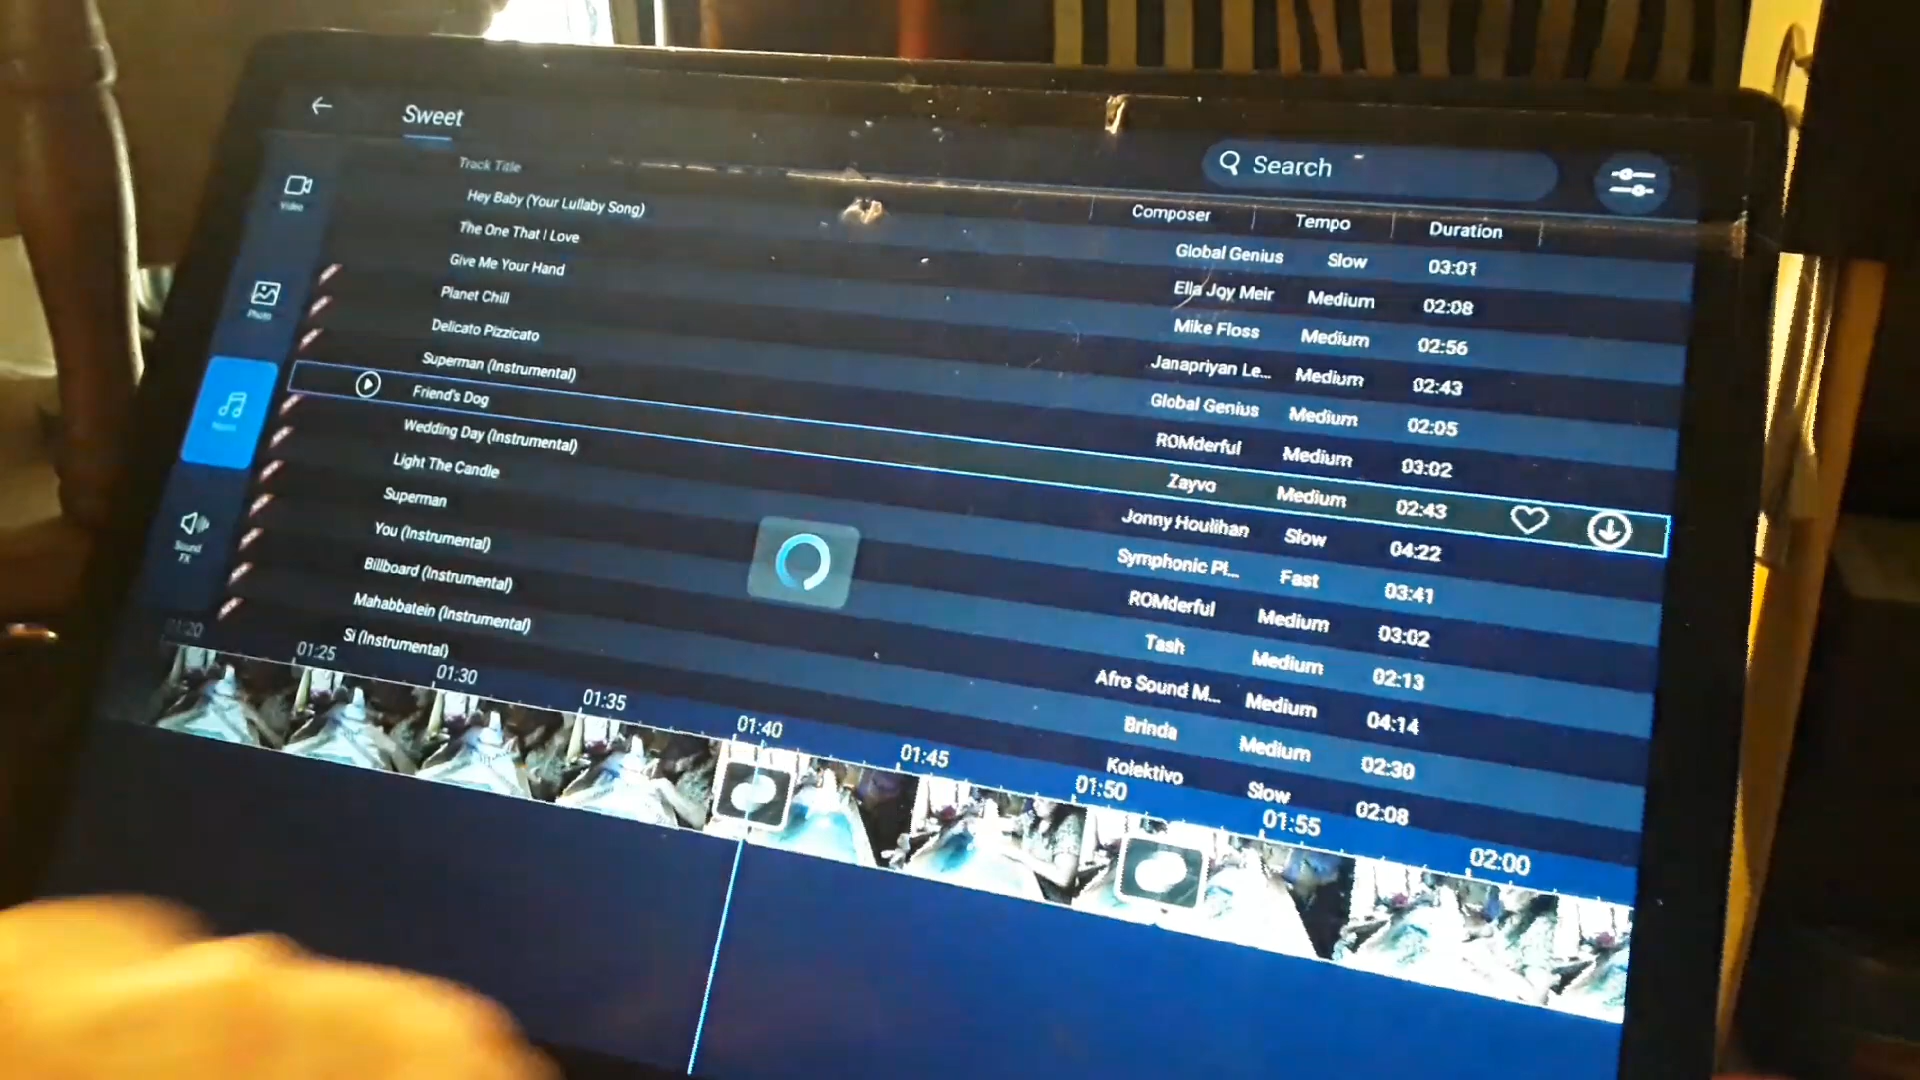 Sweet
Search
Track Title Composer Tempo Duration
Hey Baby (Your Lullaby Song) Global Genius Slow 03:01
The One That I Love Ella Joy Meir Medium 02:08
Give Me Your Hand Mike Floss Medium 02:56
Planet Chill Janapriyan Le... Medium 02:43
Delicato Pizzicato Global Genius Medium 02:05
Superman (Instrumental) ROMderful Medium 03:02
Friend's Dog Zayvo Medium 02:43
Wedding Day (Instrumental) Jonny Houlihan Slow 04:22
Light The Candle Symphonic Pl... Fast 03:41
Superman ROMderful Medium 03:02
You (Instrumental) Tash Medium 02:13
Billboard (Instrumental) Afro Sound M... Medium 04:14
Mahabbatein (Instrumental) Brinda Medium 02:30
Si (Instrumental) Kolektivo Slow 02:08
Video
Photo
Music
Sound
FX
01:20 01:25 01:30 01:35 01:40 01:45 01:50 01:55 02:00